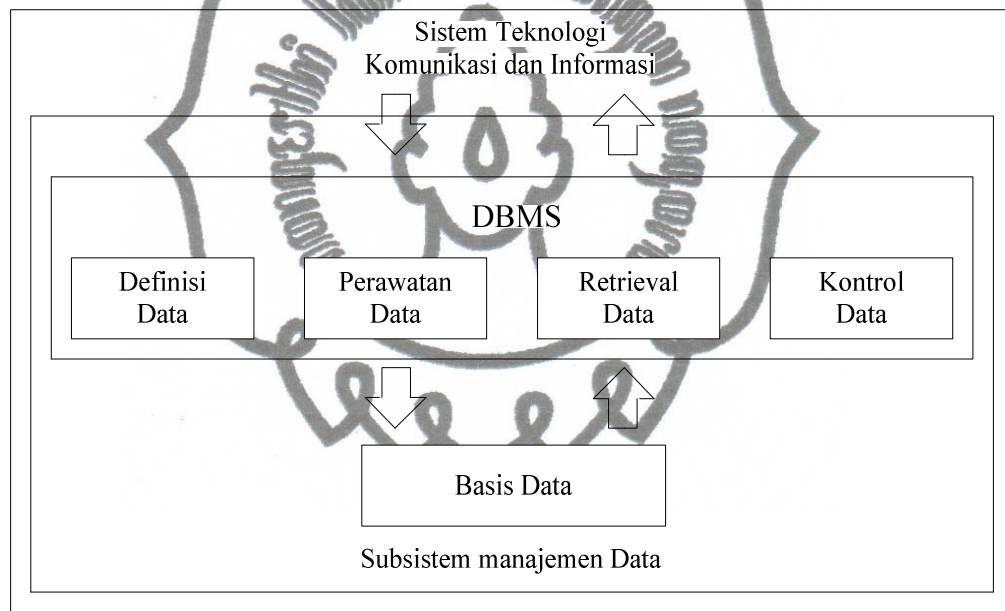 Sistem Teknologi
Komunikasi dan Informasi
DBMS
Definisi
Data
Perawatan
Data
Retrieval
Data
Kontrol
Data
Basis Data
Subsistem manajemen Data